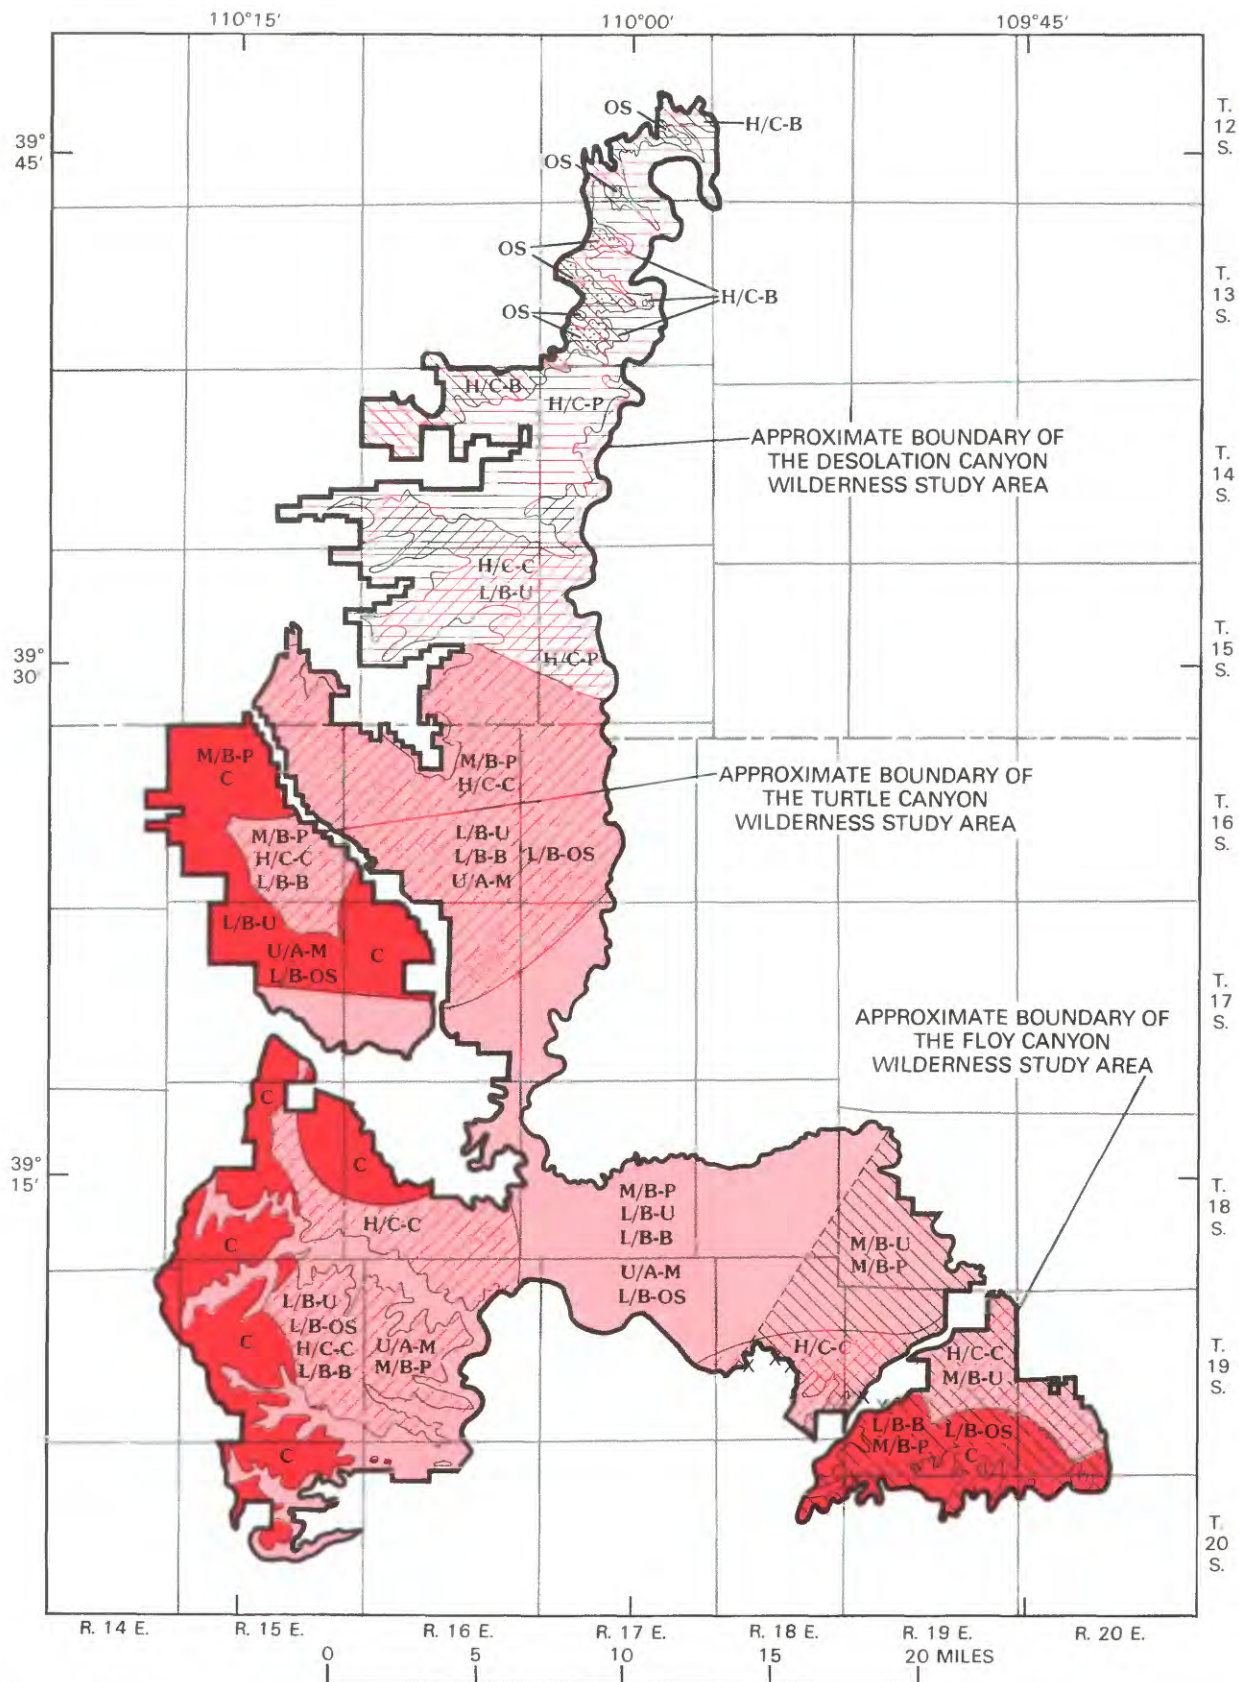 110°15′ 110°00′ 109°45′
T.
12
S.
39°
45′
OS
H/C-B
OS
OS
T.
13
S.
H/C-B
OS
H/C-B
H/C-P
APPROXIMATE BOUNDARY OF
THE DESOLATION CANYON
WILDERNESS STUDY AREA
T.
14
S.
H/C-C
L/B-U
T.
15
S.
39°
30′
H/C-P
M/B-P
C
M/B-P
H/C-C
APPROXIMATE BOUNDARY OF
THE TURTLE CANYON
WILDERNESS STUDY AREA
T.
16
S.
M/B-P
H/C-C
L/B-B
L/B-U
L/B-B
U/A-M
L/B-OS
L/B-U
U/A-M
L/B-OS
C
T.
17
S.
APPROXIMATE BOUNDARY OF
THE FLOY CANYON
WILDERNESS STUDY AREA
C
39°
15′
C
M/B-P
L/B-U
L/B-B
T.
18
S.
H/C-C
C
M/B-U
M/B-P
U/A-M
L/B-OS
L/B-U
L/B-OS
H/C-C
L/B-B
U/A-M
M/B-P
C
H/C-C
X X X X X
H/C-C
M/B-U
T.
19
S.
L/B-B
M/B-P
L/B-OS
C
C
T.
20
S.
R. 14 E. R. 15 E. R. 16 E. R. 17 E. R. 18 E. R. 19 E. R. 20 E.
0 5 10 15 20 MILES